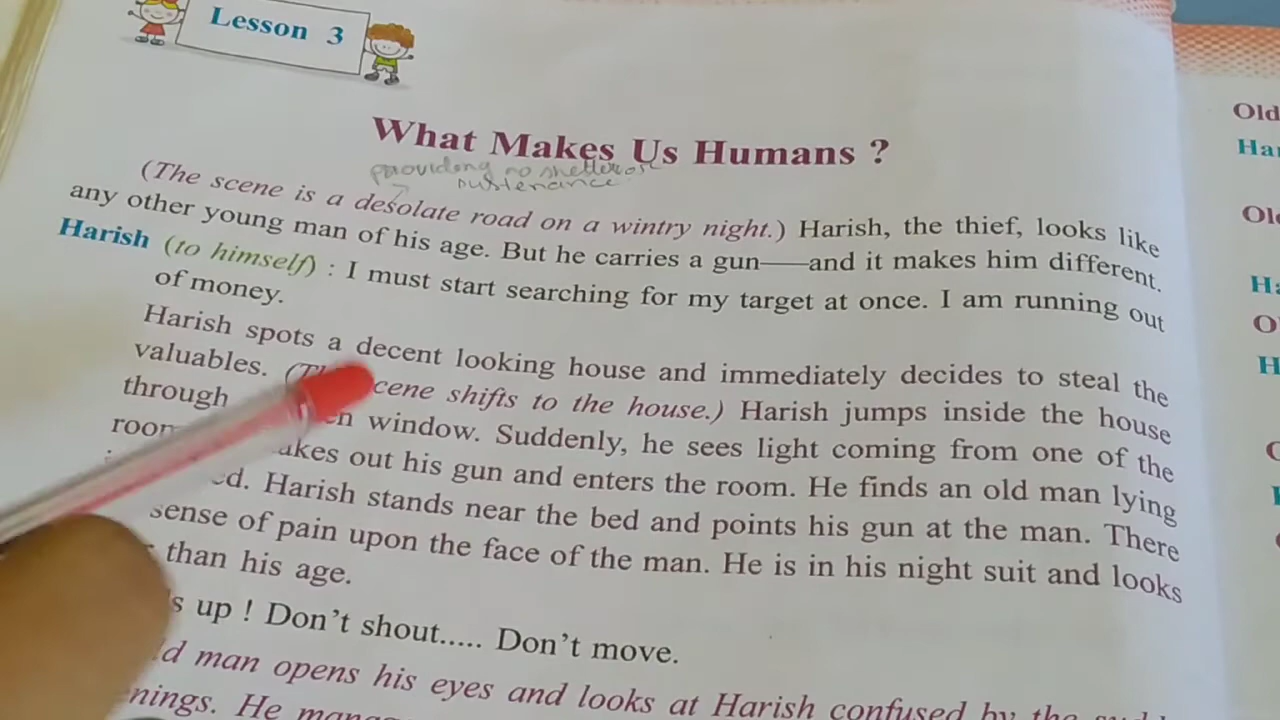 Lesson 3
What Makes Us Humans ?
providing no shelter or
sustenance
(The scene is a desolate road on a wintry night.) Harish, the thief, looks like
any other young man of his age. But he carries a gun——and it makes him different.
Harish (to himself) : I must start searching for my target at once. I am running out
of money.
Harish spots a decent looking house and immediately decides to steal the
valuables. scene shifts to the house.) Harish jumps inside the house
through window. Suddenly, he sees light coming from one of the
out his gun and enters the room. He finds an old man lying
Harish stands near the bed and points his gun at the man. There
sense of pain upon the face of the man. He is in his night suit and looks
than his age.
up ! Don't shout..... Don't move.
man opens his eyes and looks at Harish confused by the
He
Old